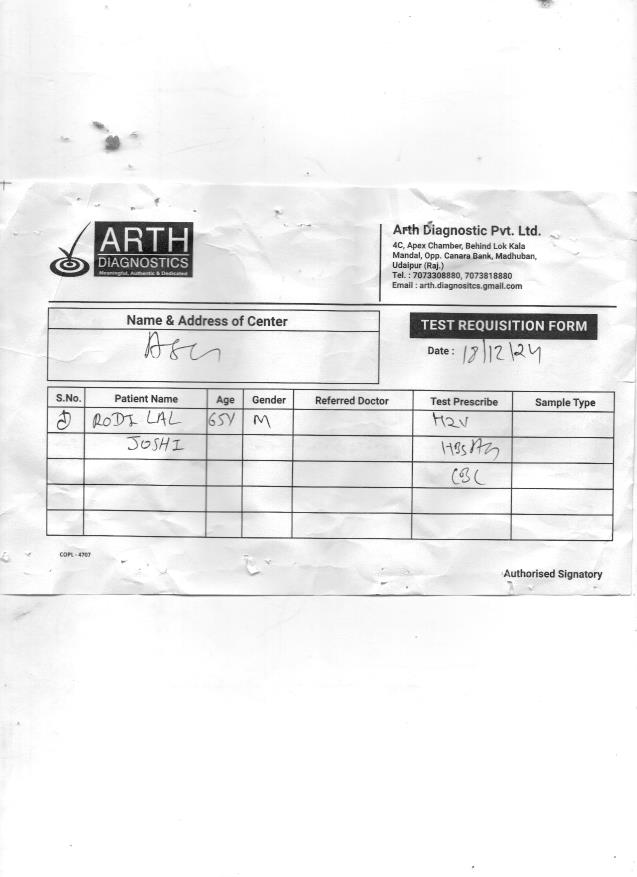 ARTH
DIAGNOSTICS
Meaningful, Authentic & Dedicated
Arth Diagnostic Pvt. Ltd.
4C, Apex Chamber, Behind Lok Kala
Mandal, Opp. Canara Bank, Madhuban,
Udaipur (Raj.)
Tel. : 7073308880, 7073818880
Email : arth.diagnositcs.gmail.com
Name & Address of Center
TEST REQUISITION FORM
Date : 18/12/24
S.No. Patient Name Age Gender Referred Doctor Test Prescribe Sample Type
RODI LAL 65Y M
JOSHI HBsAg
CBC
COPL - 4707
Authorised Signatory